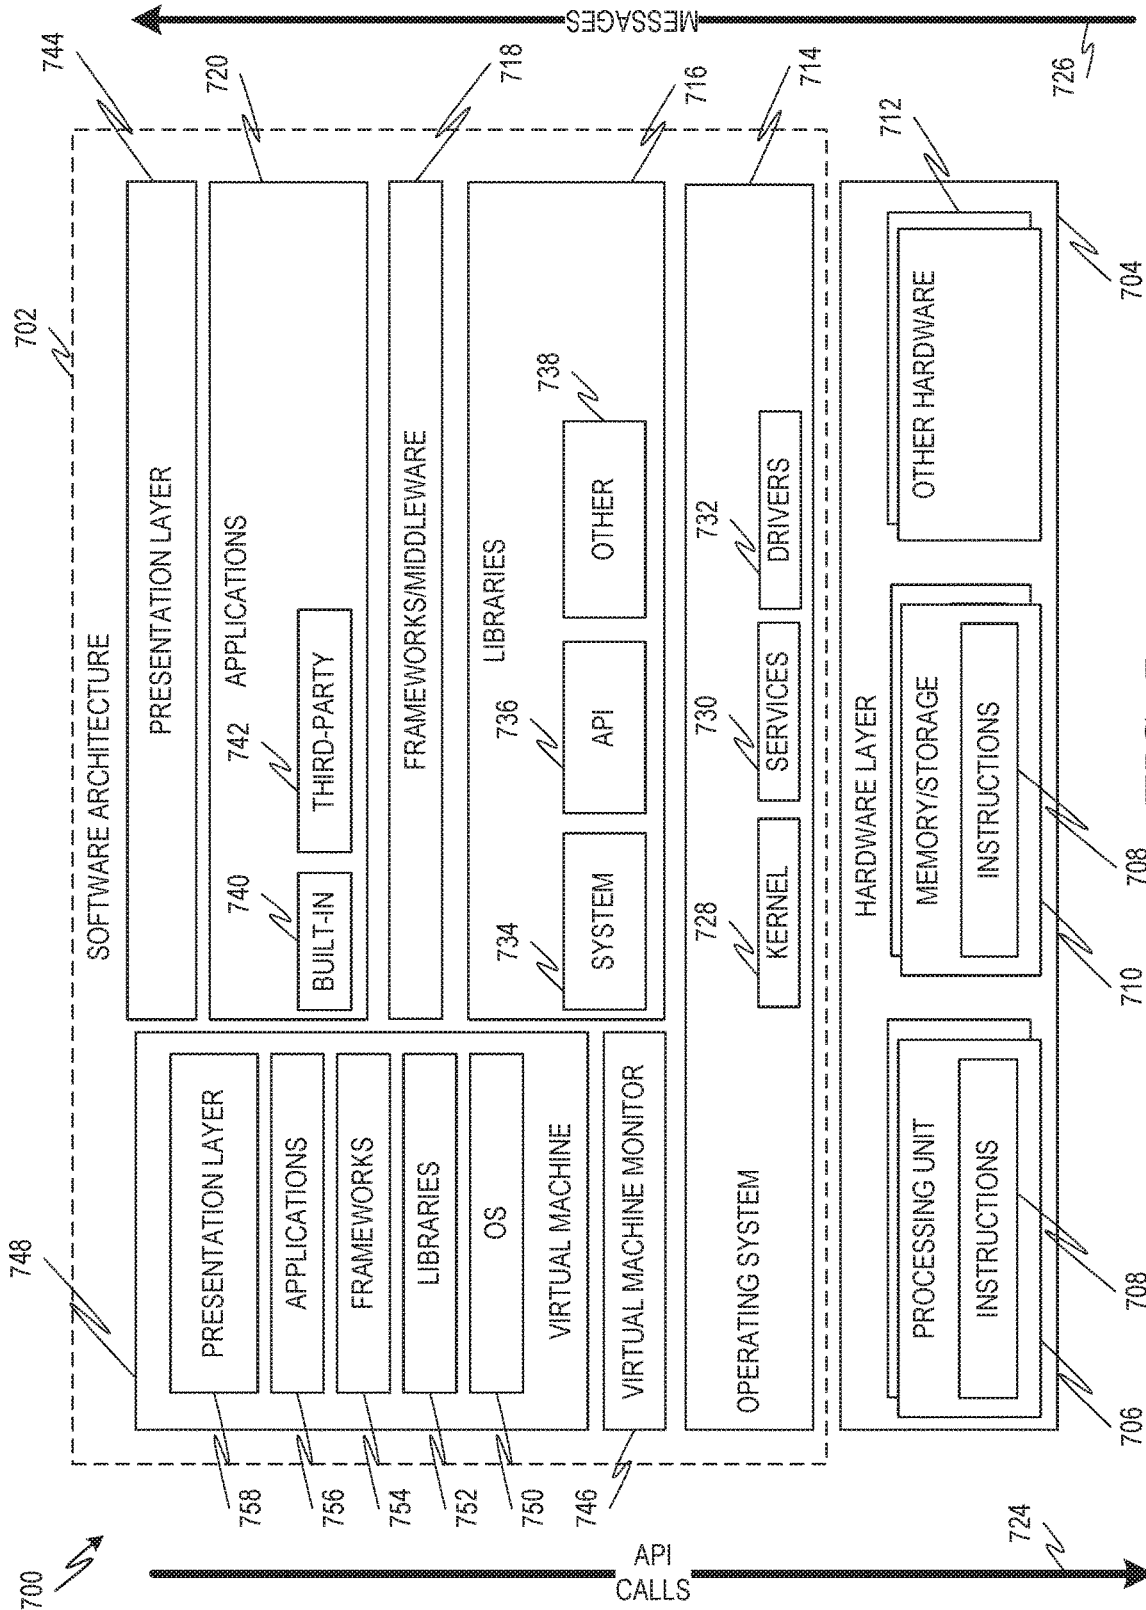 700
702
SOFTWARE ARCHITECTURE
748
744
PRESENTATION LAYER
758
PRESENTATION LAYER
720
APPLICATIONS
740
742
BUILT-IN
THIRD-PARTY
756
APPLICATIONS
754
FRAMEWORKS
718
FRAMEWORKS/MIDDLEWARE
752
LIBRARIES
750
OS
VIRTUAL MACHINE
716
LIBRARIES
734
736
738
SYSTEM
API
OTHER
746
VIRTUAL MACHINE MONITOR
714
OPERATING SYSTEM
728
730
732
KERNEL
SERVICES
DRIVERS
HARDWARE LAYER
712
PROCESSING UNIT
INSTRUCTIONS
MEMORY/STORAGE
INSTRUCTIONS
OTHER HARDWARE
706
708
710
708
704
API
CALLS
724
MESSAGES
726